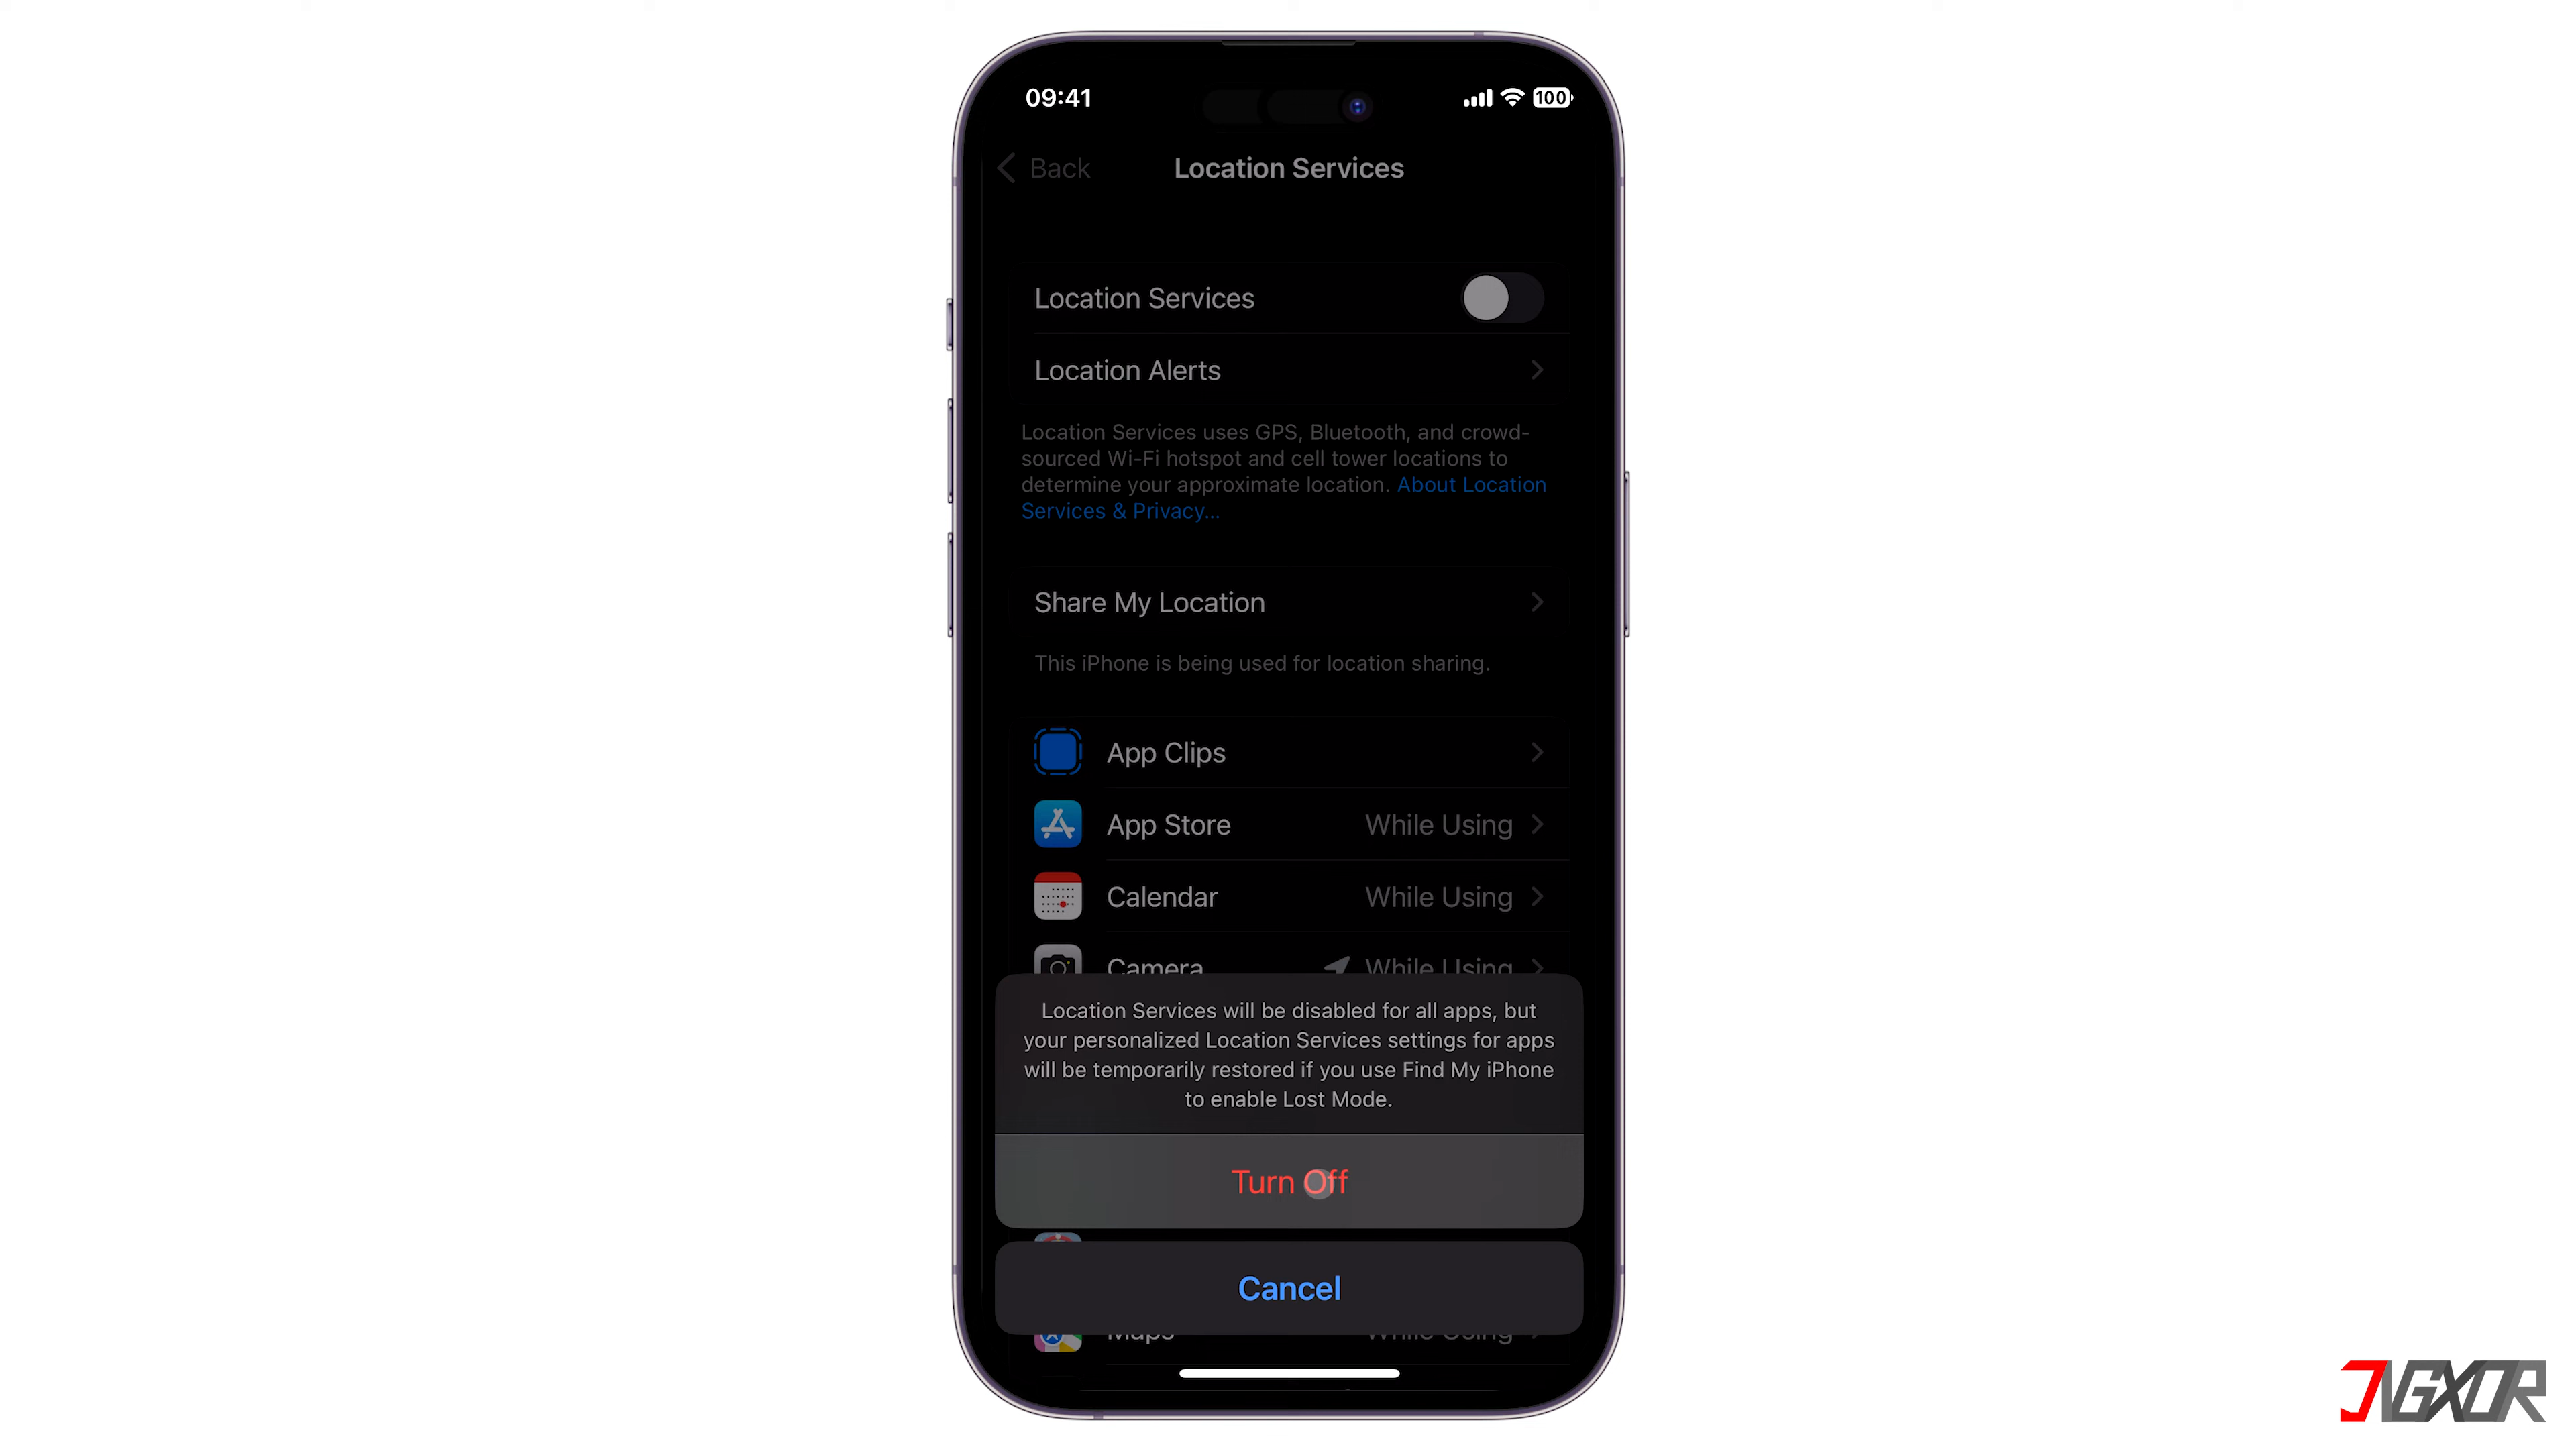 09:41
100
Back
Location Services
Location Services
Location Alerts
Location Services uses GPS, Bluetooth, and crowd-
sourced Wi-Fi hotspot and cell tower locations to
determine your approximate location. About Location
Services & Privacy...
Share My Location
This iPhone is being used for location sharing.
App Clips
App Store While Using
Calendar While Using
Camera While Using
Location Services will be disabled for all apps, but
your personalized Location Services settings for apps
will be temporarily restored if you use Find My iPhone
to enable Lost Mode.
Turn Off
Cancel
Maps While Using
JNGXOR